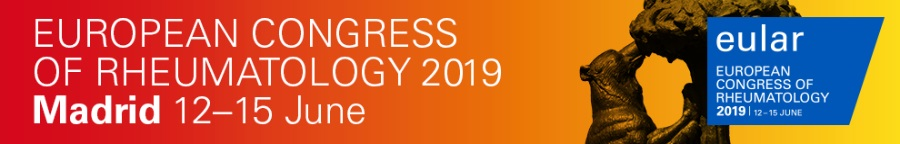 EUROPEAN CONGRESS
OF RHEUMATOLOGY 2019
Madrid 12–15 June
eular
EUROPEAN
CONGRESS OF
RHEUMATOLOGY
2019 | 12–15 JUNE